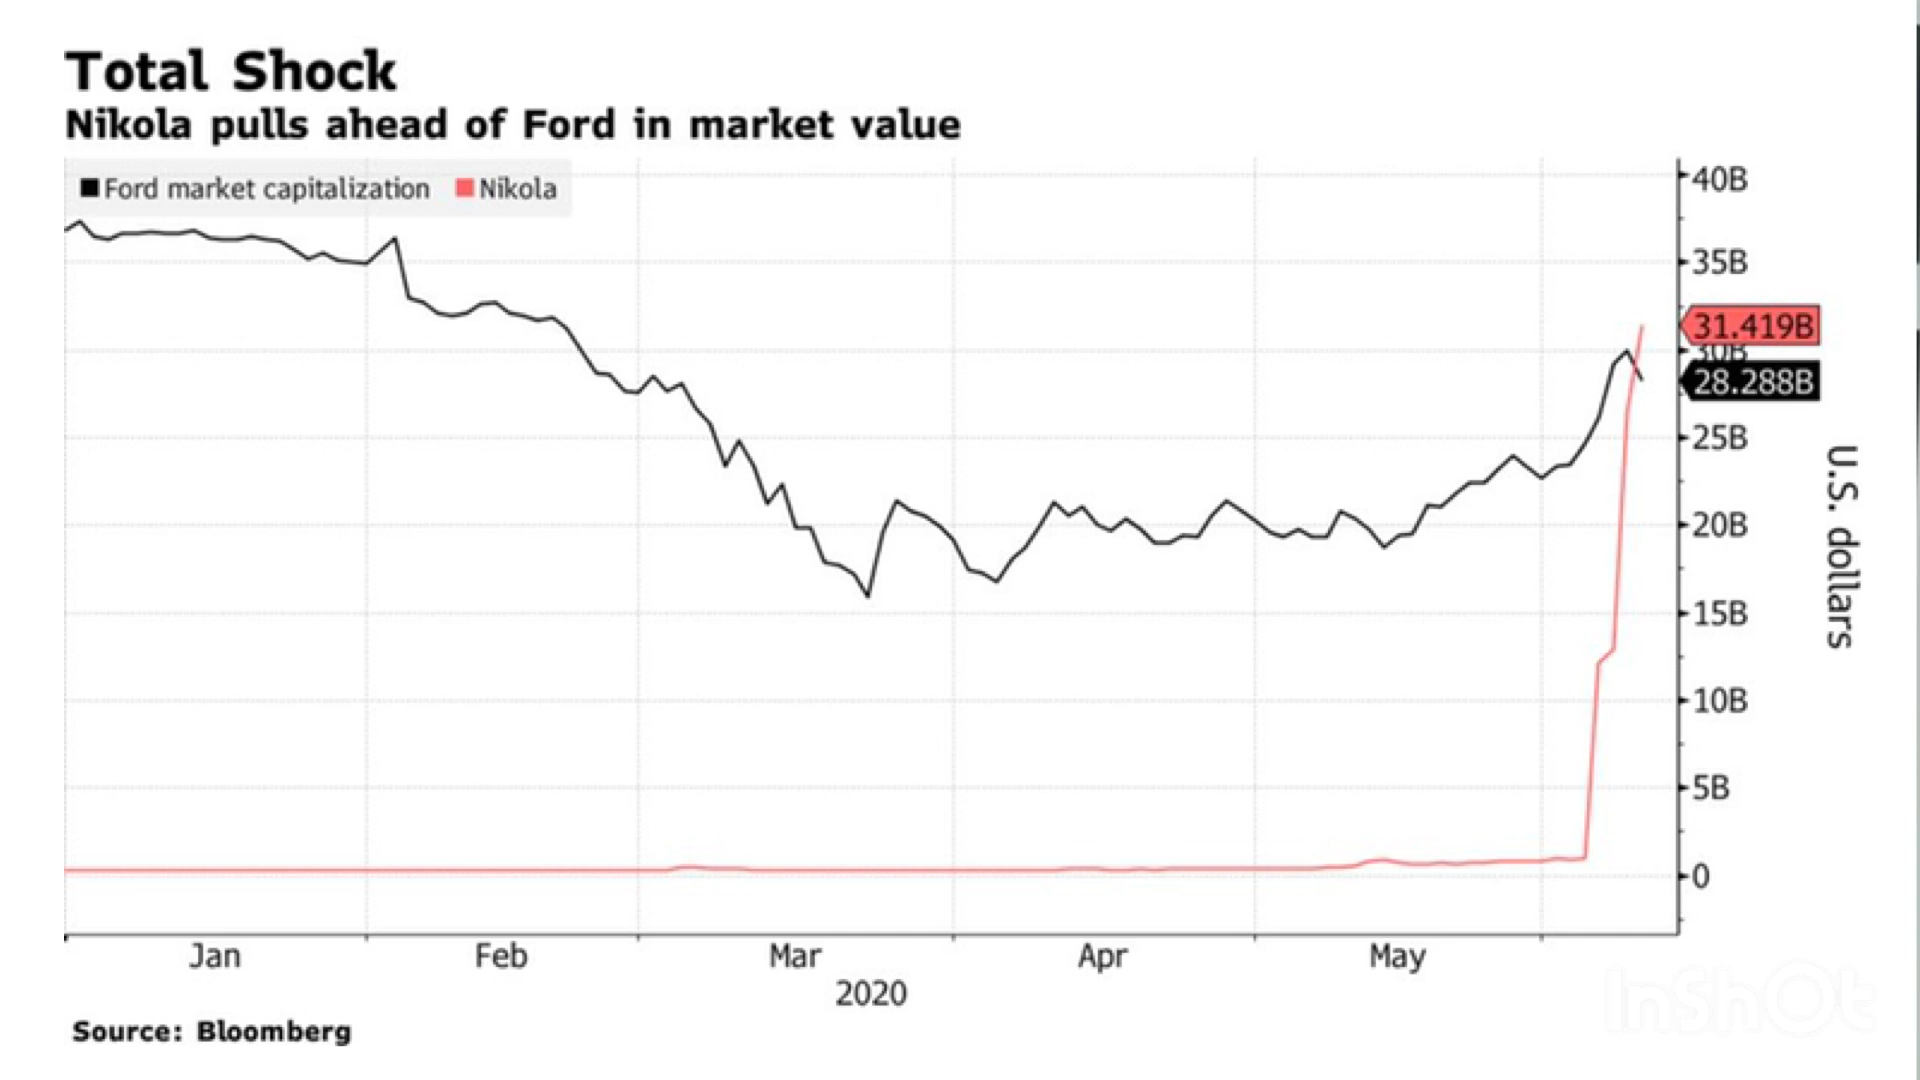 Total Shock
Nikola pulls ahead of Ford in market value
Ford market capitalization Nikola
40B
35B
31.419B
30B
28.288B
25B
20B
15B
10B
5B
0
U.S. dollars
Jan Feb Mar Apr May
2020
Source: Bloomberg
InShOt